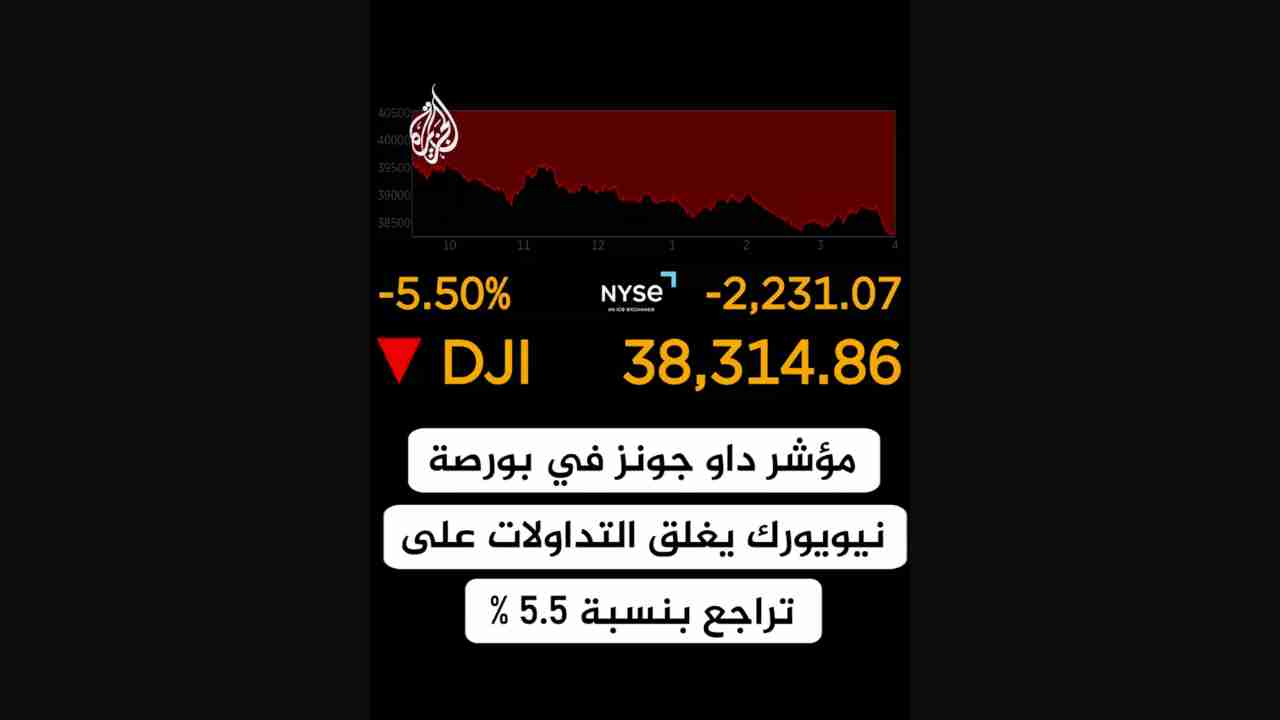 الجزيرة
40500
40000
39500
39000
38500
10 11 12 1 2 3 4
-5.50% NYSE -2,231.07
AN ICE EXCHANGE
DJI 38,314.86
مؤشر داو جونز في بورصة
نيويورك يغلق التداولات على
تراجع بنسبة 5.5 %